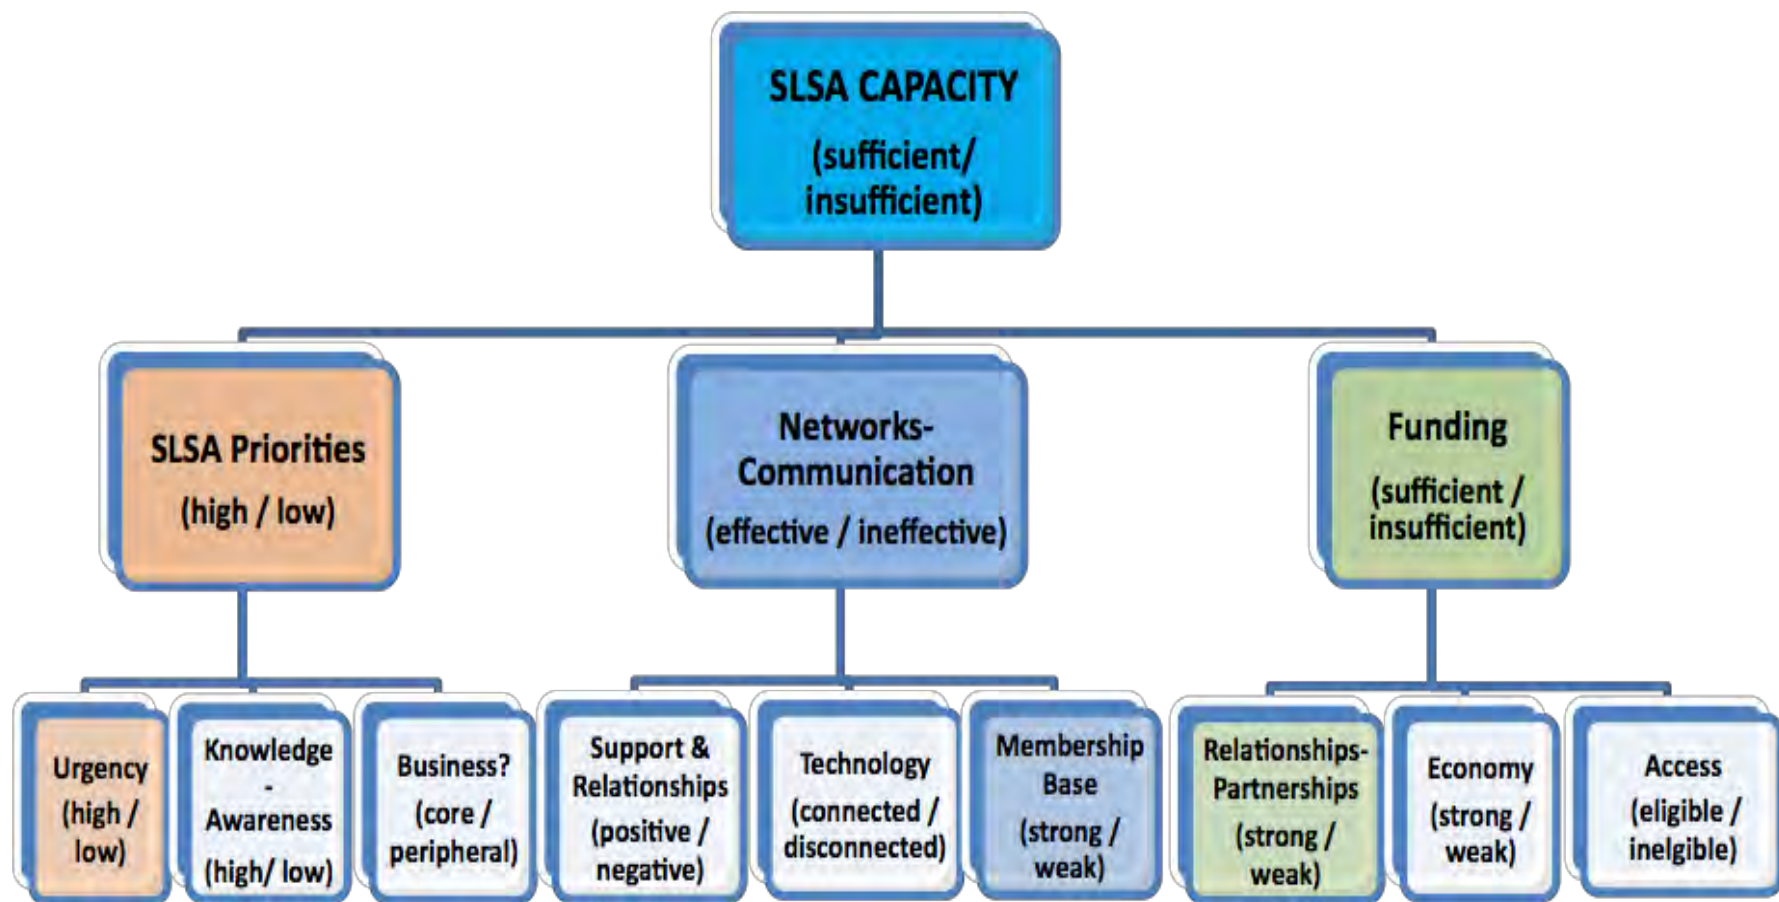 SLSA CAPACITY
(sufficient/
insufficient)
SLSA Priorities
(high / low)
Networks-
Communication
(effective / ineffective)
Funding
(sufficient /
insufficient)
Urgency
(high /
low)
Knowledge
-
Awareness
(high/ low)
Business?
(core /
peripheral)
Support &
Relationships
(positive /
negative)
Technology
(connected /
disconnected)
Membership
Base
(strong /
weak)
Relationships-
Partnerships
(strong /
weak)
Economy
(strong /
weak)
Access
(eligible /
inelgible)